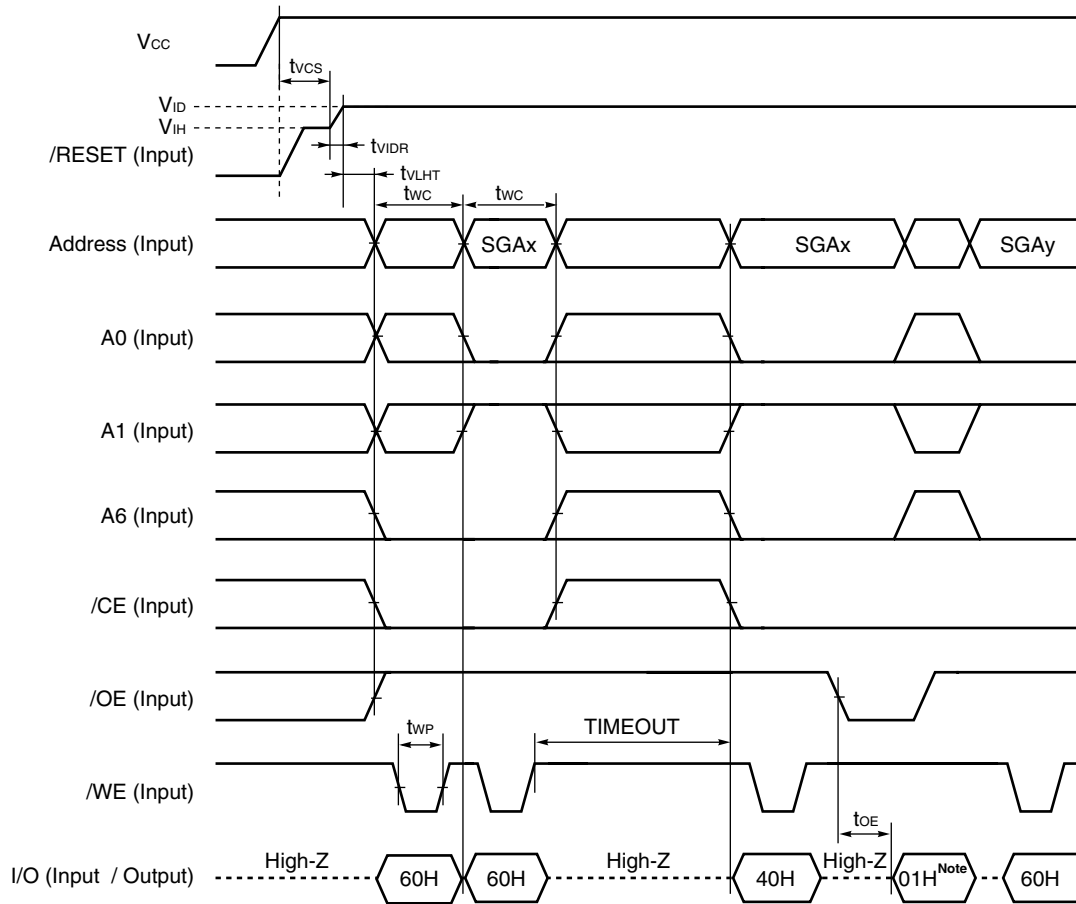 VCC
tVCS
VID
VIH
/RESET (Input)
tVIDR
tVLHT
tWC
tWC
Address (Input)
SGAx
SGAx
SGAy
A0 (Input)
A1 (Input)
A6 (Input)
/CE (Input)
/OE (Input)
tWP
TIMEOUT
/WE (Input)
tOE
I/O (Input / Output)
High-Z
60H
60H
High-Z
40H
High-Z
01H Note
60H